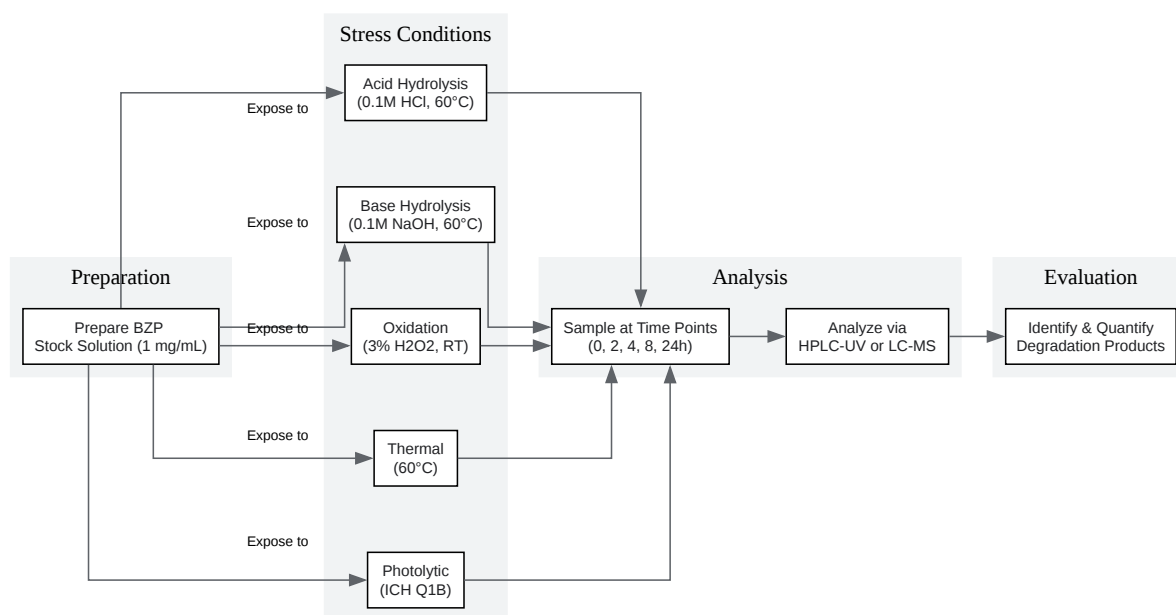 Stress Conditions
Acid Hydrolysis
(0.1M HCl, 60°C)
Expose to
Base Hydrolysis
(0.1M NaOH, 60°C)
Expose to
Preparation
Prepare BZP
Stock Solution (1 mg/mL)
Expose to
Oxidation
(3% H2O2, RT)
Analysis
Sample at Time Points
(0, 2, 4, 8, 24h)
Analyze via
HPLC-UV or LC-MS
Evaluation
Identify & Quantify
Degradation Products
Expose to
Thermal
(60°C)
Expose to
Photolytic
(ICH Q1B)